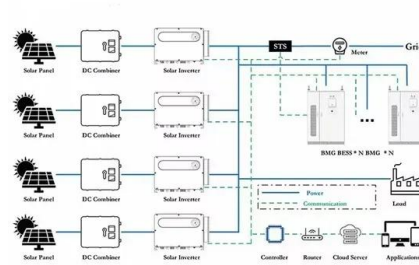 STS
Meter
Gri
Solar Panel DC Combiner Solar Inverter
Solar Panel DC Combiner Solar Inverter
BMG BESS * N BMG * N
Solar Panel DC Combiner Solar Inverter
Power
Communication
Load
Solar Panel DC Combiner Solar Inverter
Controller Router Cloud Server Applications